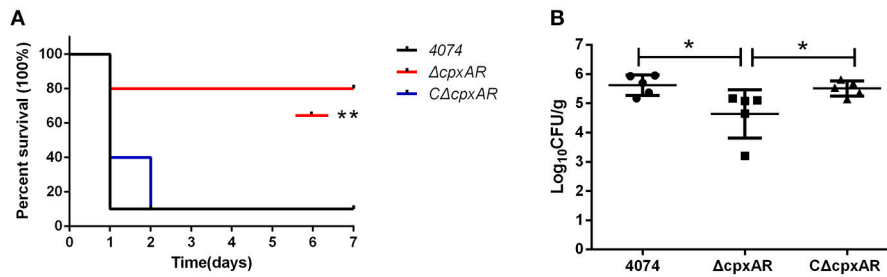 A
Percent survival (100%)
100
80
60
40
20
0
0 1 2 3 4 5 6 7
Time(days)
**
4074
ΔcpxAR
CΔcpxAR
B
Log10CFU/g
7
6
5
4
3
2
1
0
* *
4074 ΔcpxAR CΔcpxAR